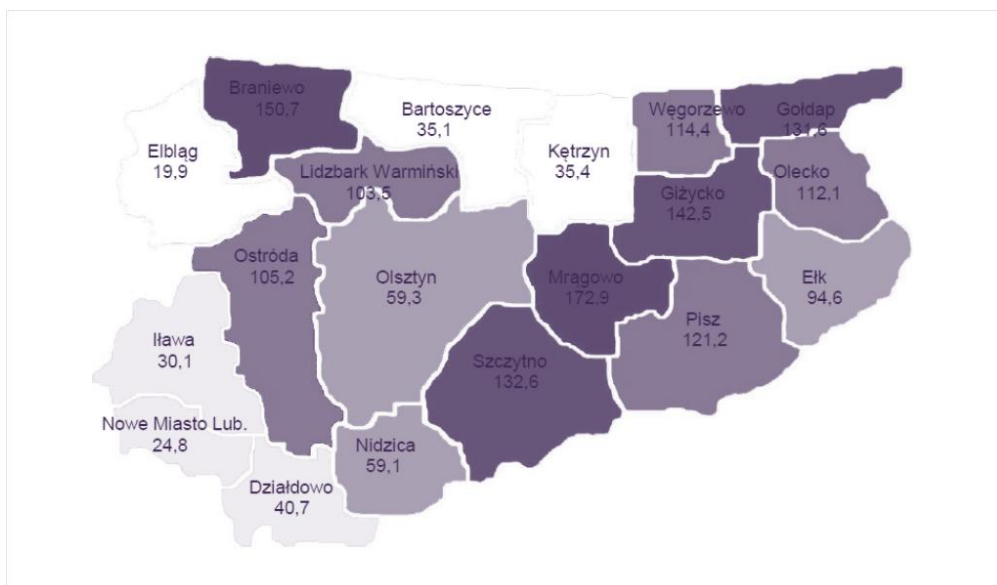 Braniewo
150,7
Bartoszyce
35,1
Węgorzewo
114,4
Gołdap
131,6
Elbląg
19,9
Lidzbark Warmiński
103,5
Kętrzyn
35,4
Giżycko
142,5
Olecko
112,1
Ostróda
105,2
Olsztyn
59,3
Mrągowo
172,9
Ełk
94,6
Iława
30,1
Pisz
121,2
Szczytno
132,6
Nowe Miasto Lub.
24,8
Nidzica
59,1
Działdowo
40,7